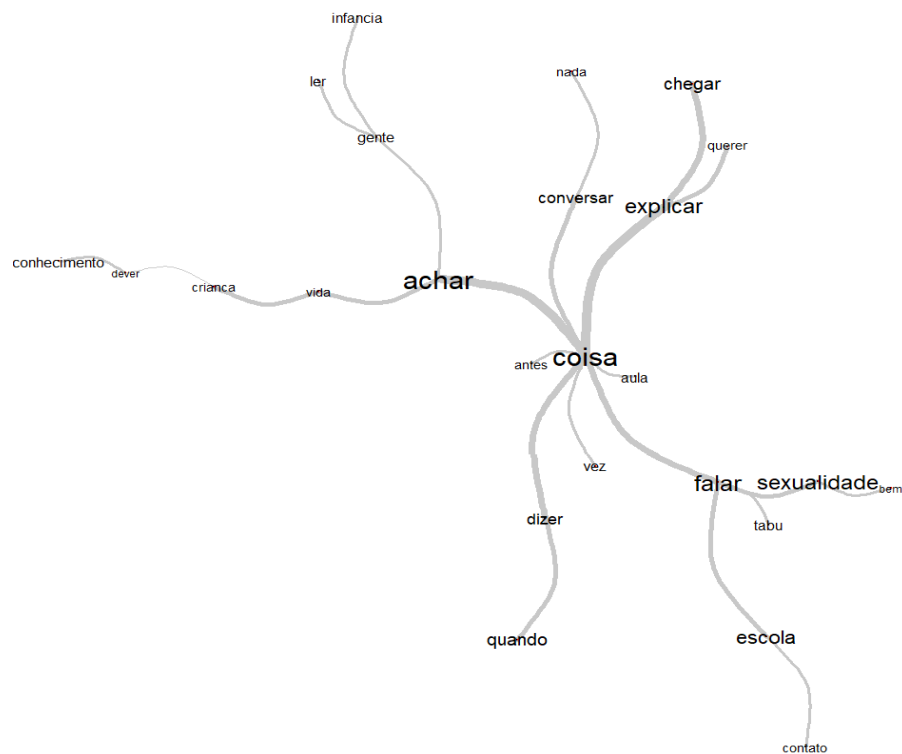 infancia
nada
ler
chegar
gente
querer
conversar
explicar
conhecimento
dever
achar
crianca
vida
coisa
antes
aula
vez
falar
sexualidade
bem
dizer
tabu
quando
escola
contato